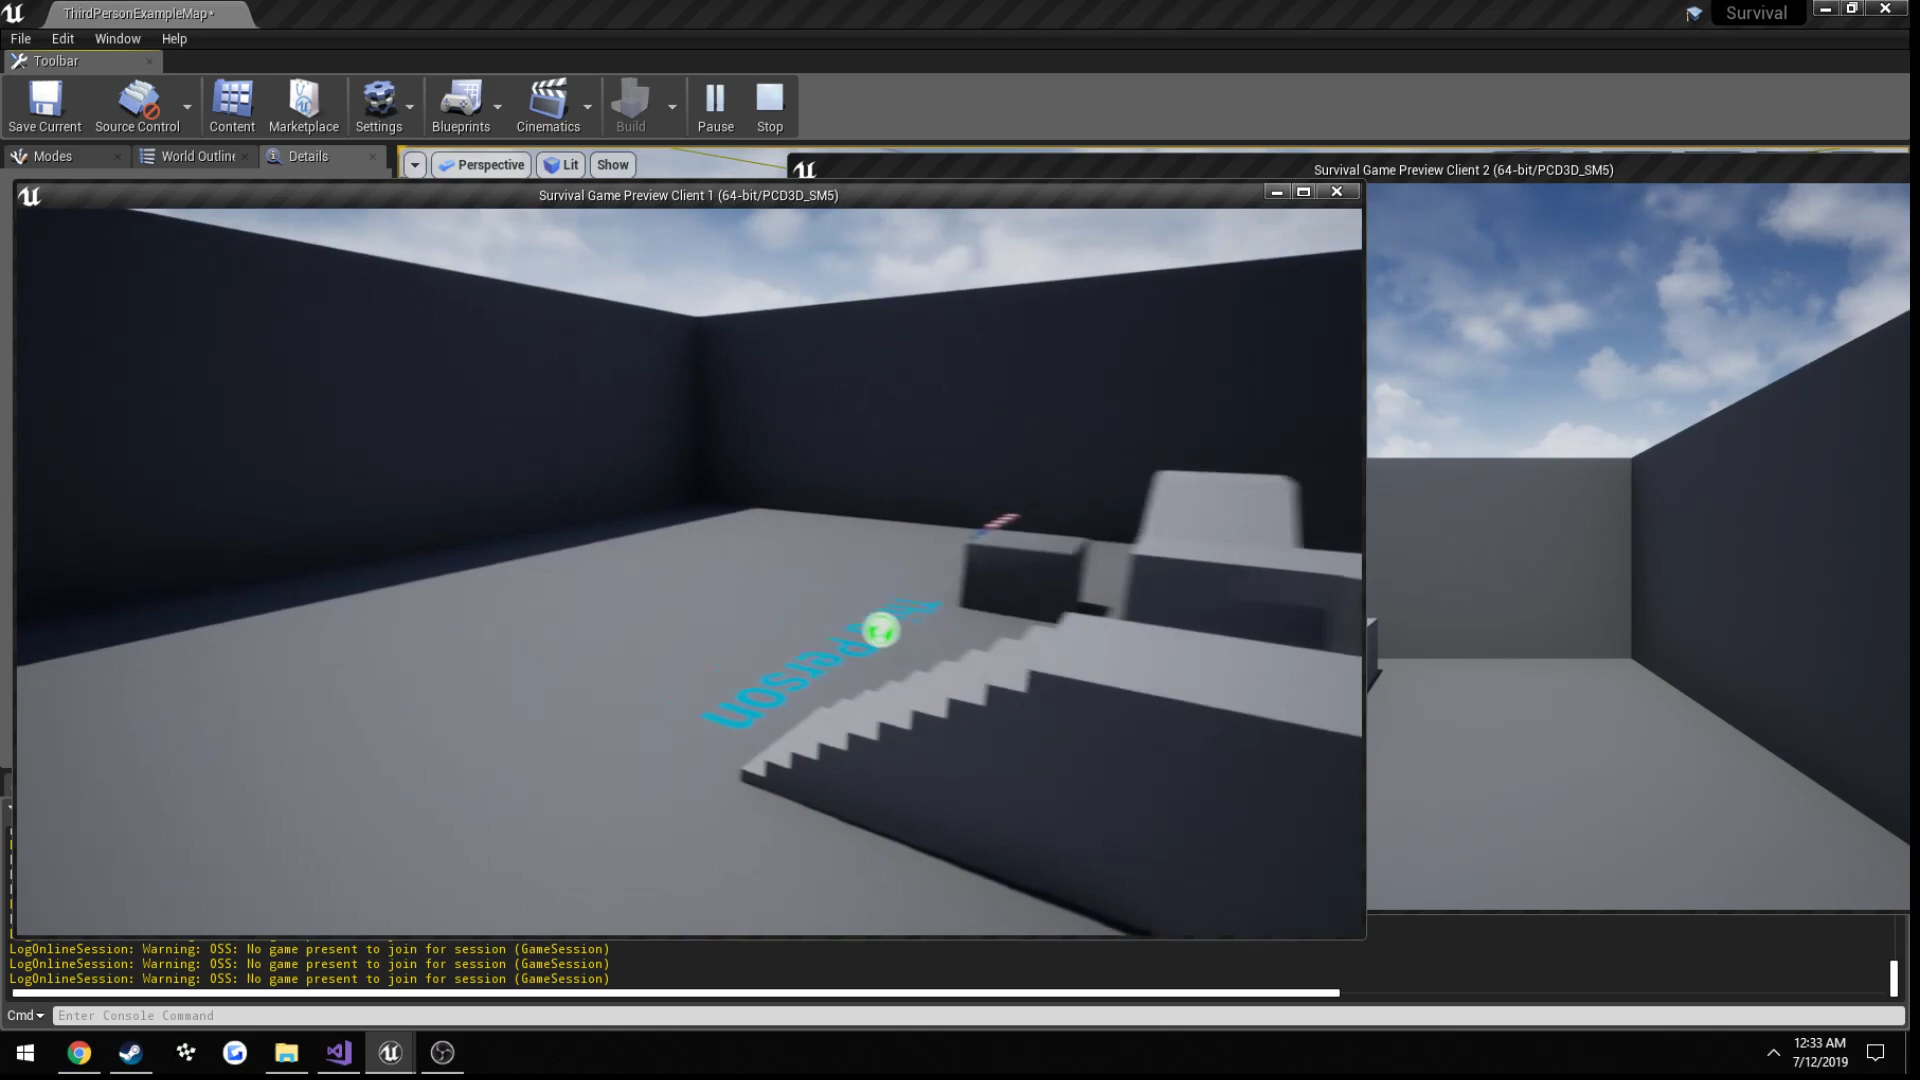 ThirdPersonExampleMap*
Survival
File Edit Window Help
Toolbar
Save Current Source Control Content Marketplace Settings Blueprints Cinematics Build Pause Stop
Modes World Outline Details
Perspective Lit Show
Survival Game Preview Client 2 (64-bit/PCD3D_SM5)
Survival Game Preview Client 1 (64-bit/PCD3D_SM5)
Person
LogOnlineSession: Warning: OSS: No game present to join for session (GameSession)
LogOnlineSession: Warning: OSS: No game present to join for session (GameSession)
LogOnlineSession: Warning: OSS: No game present to join for session (GameSession)
Cmd Enter Console Command
12:33 AM
7/12/2019